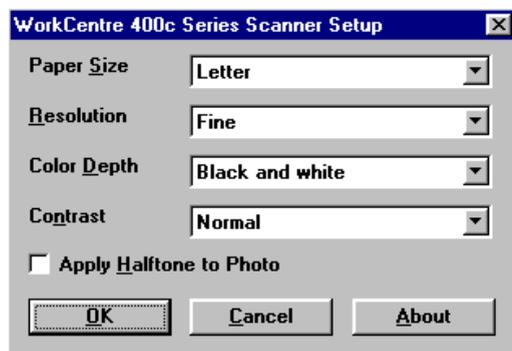 WorkCentre 400c Series Scanner Setup
Paper Size Letter
Resolution Fine
Color Depth Black and white
Contrast Normal
Apply Halftone to Photo
OK Cancel About